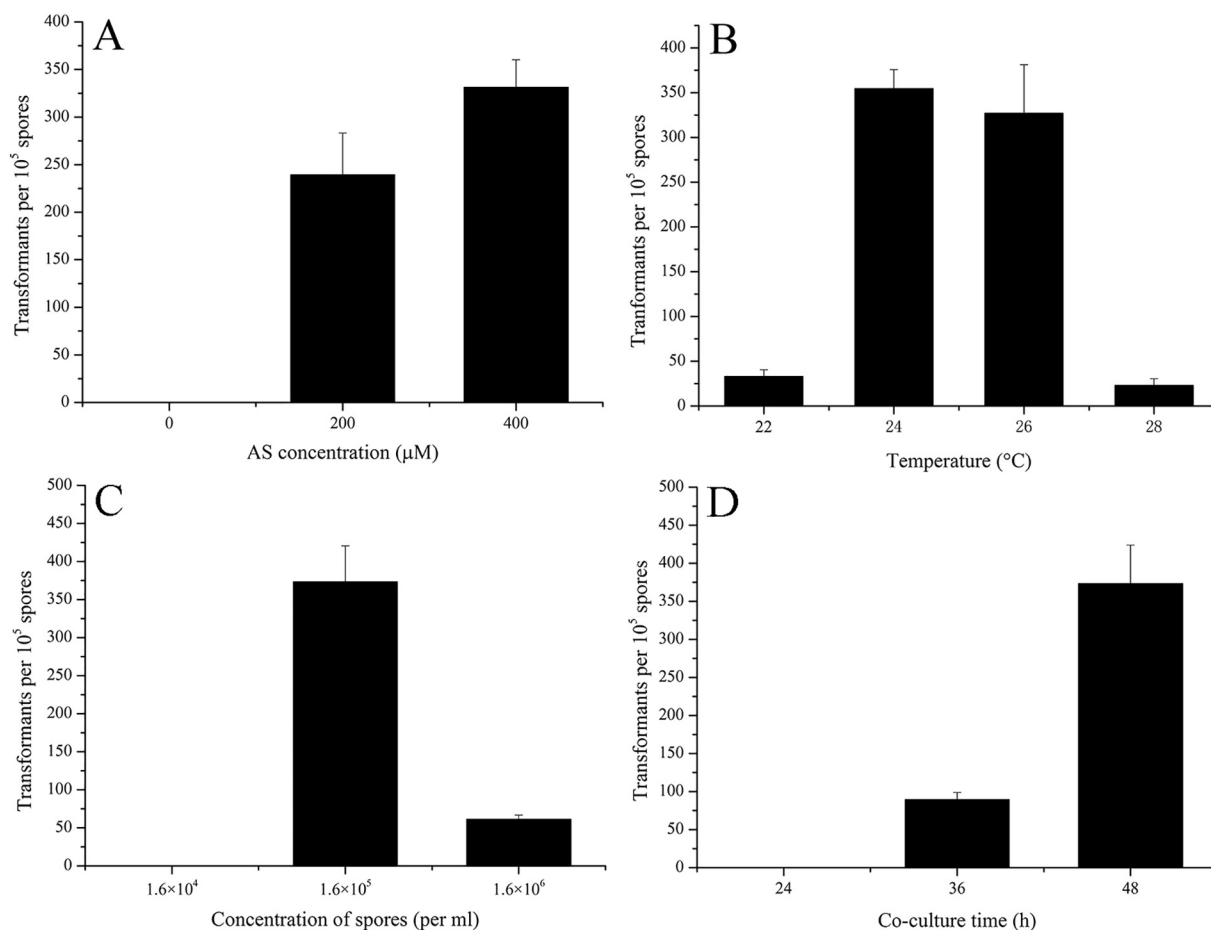 A
400
350
300
250
200
150
100
50
0
Transformants per 10⁵ spores
0 200 400
AS concentration (µM)
B
400
350
300
250
200
150
100
50
0
Tranformants per 10⁵ spores
22 24 26 28
Temperature (°C)
C
500
450
400
350
300
250
200
150
100
50
0
Transformants per 10⁵ spores
1.6×10⁴ 1.6×10⁵ 1.6×10⁶
Concentration of spores (per ml)
D
500
450
400
350
300
250
200
150
100
50
0
Transformants per 10⁵ spores
24 36 48
Co-culture time (h)